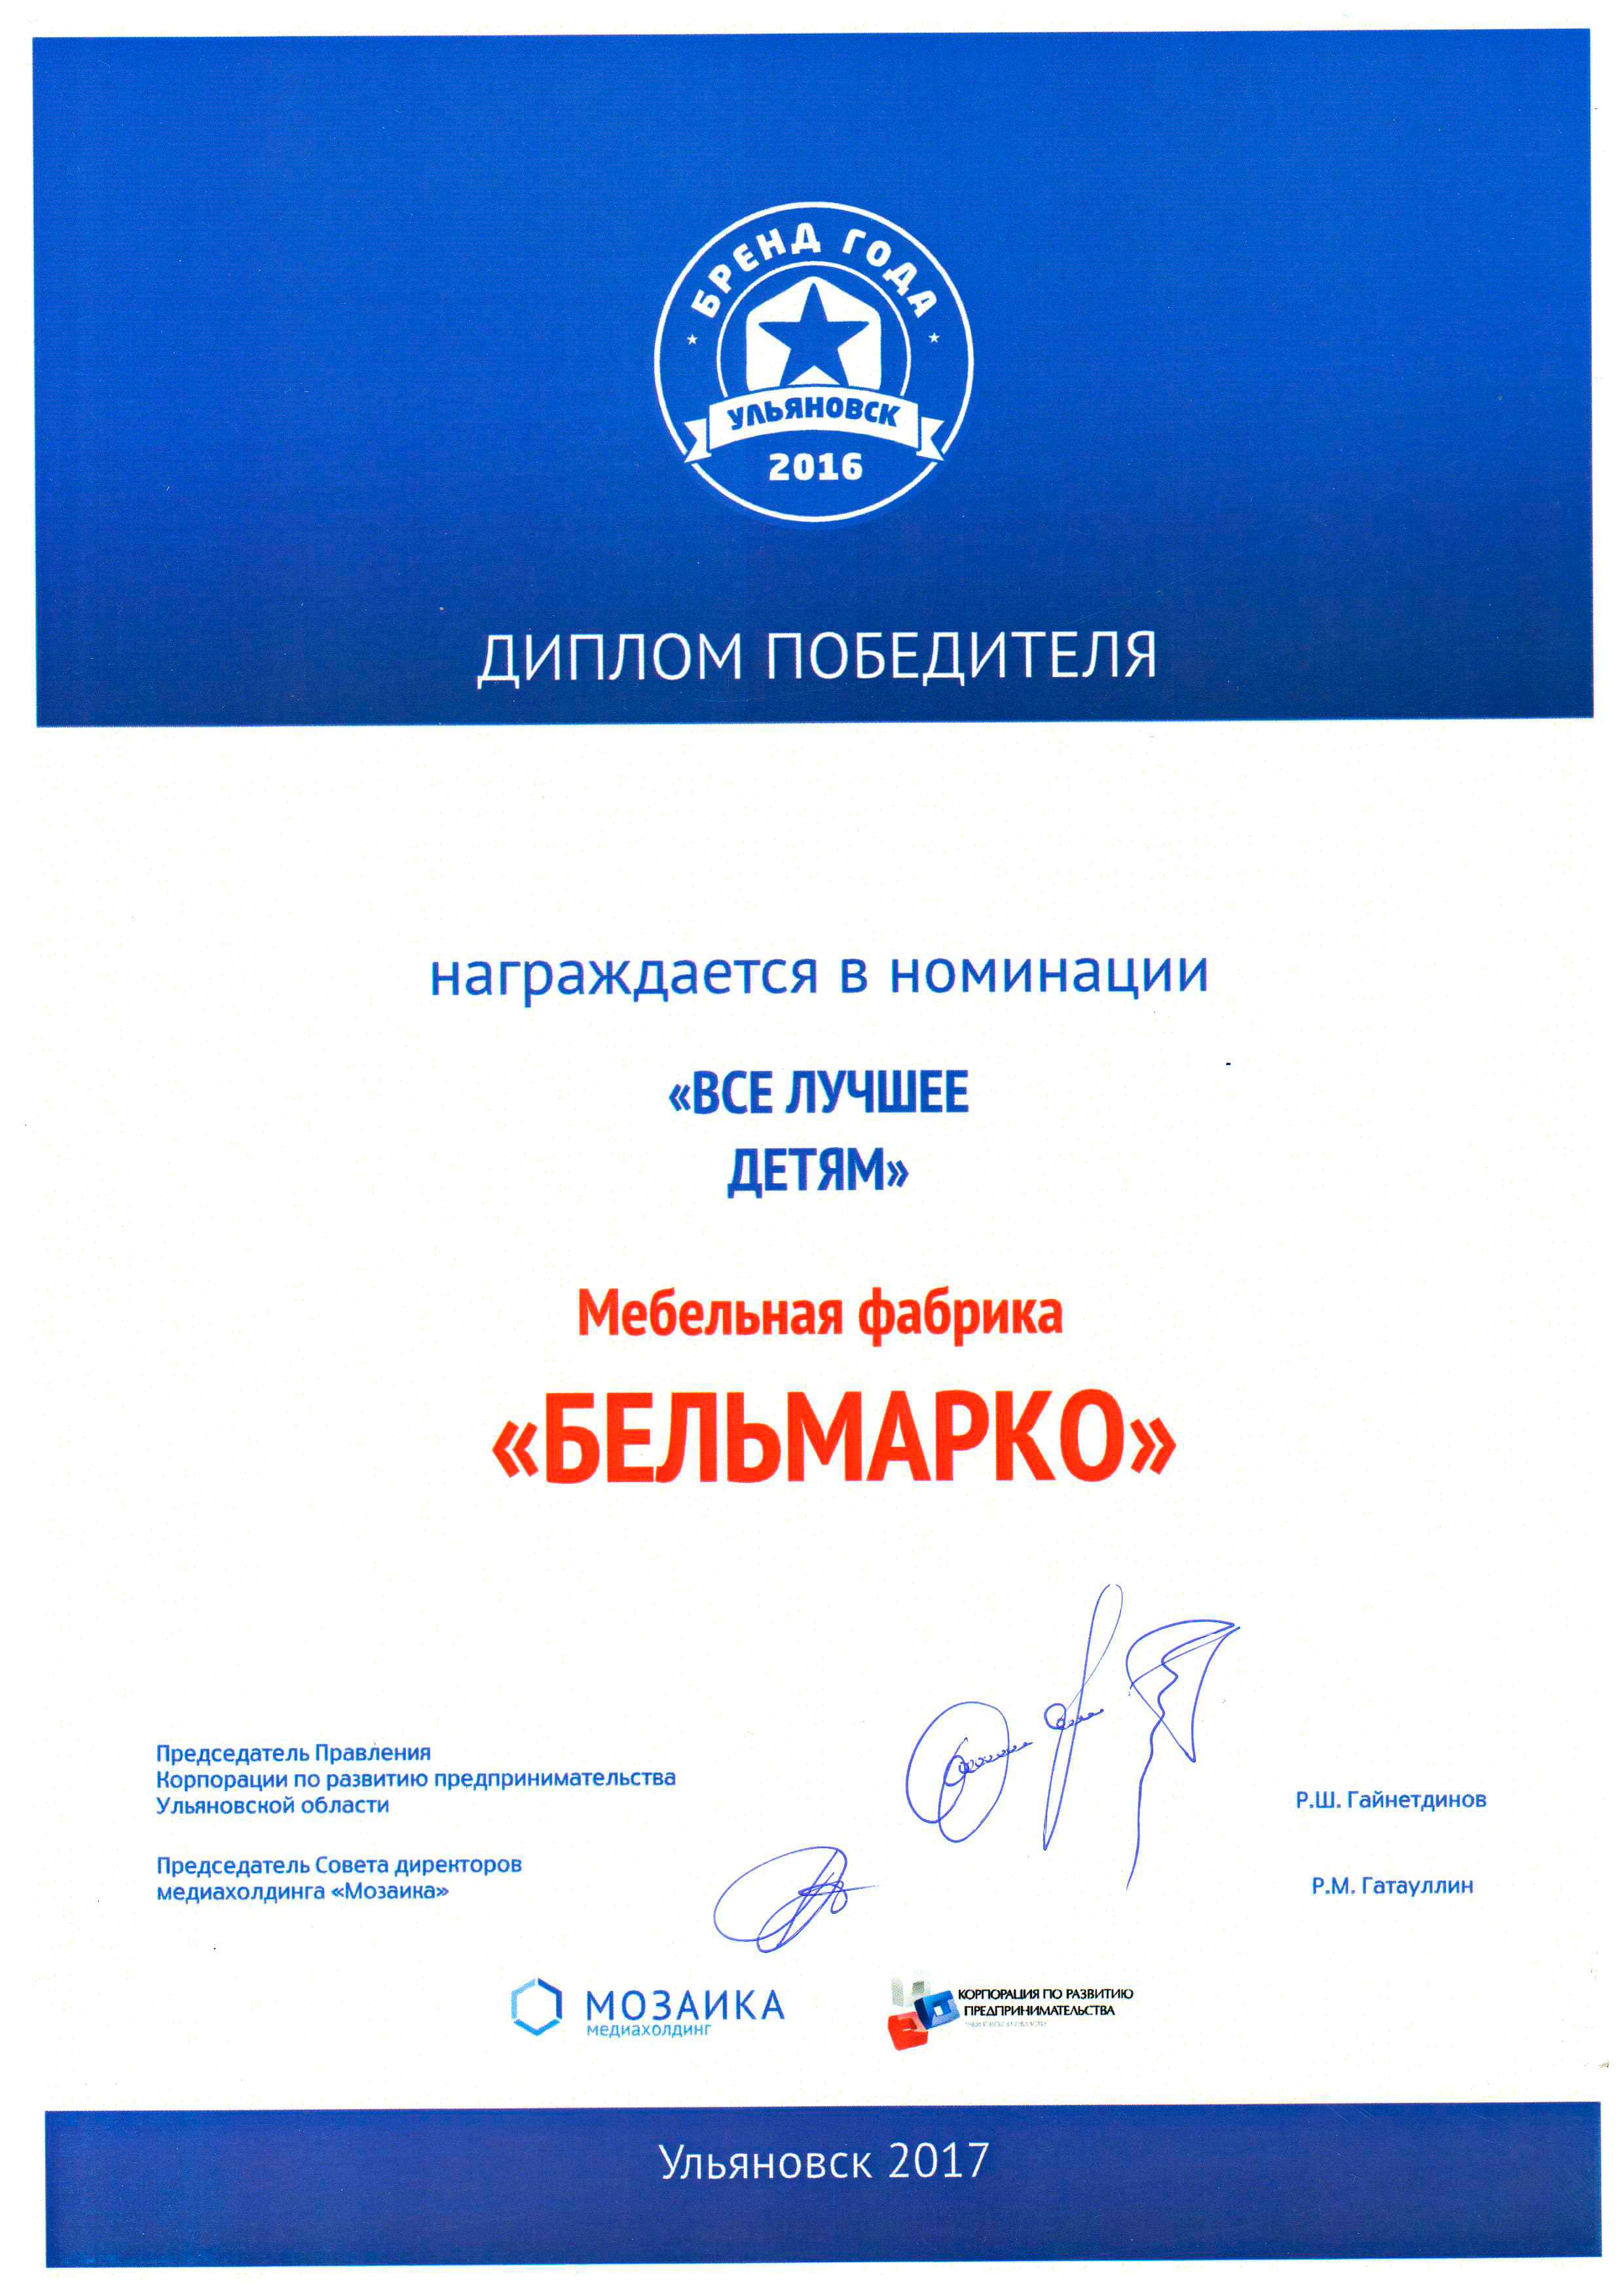 БРЕНД ГОДА
УЛЬЯНОВСК
2016
ДИПЛОМ ПОБЕДИТЕЛЯ
награждается в номинации
«ВСЕ ЛУЧШЕЕ
ДЕТЯМ»
Мебельная фабрика
«БЕЛЬМАРКО»
Председатель Правления
Корпорации по развитию предпринимательства
Ульяновской области
Р.Ш. Гайнетдинов
Председатель Совета директоров
медиахолдинга «Мозаика»
Р.М. Гатауллин
МОЗАИКА
медиахолдинг
КОРПОРАЦИЯ ПО РАЗВИТИЮ
ПРЕДПРИНИМАТЕЛЬСТВА
Ульяновск 2017